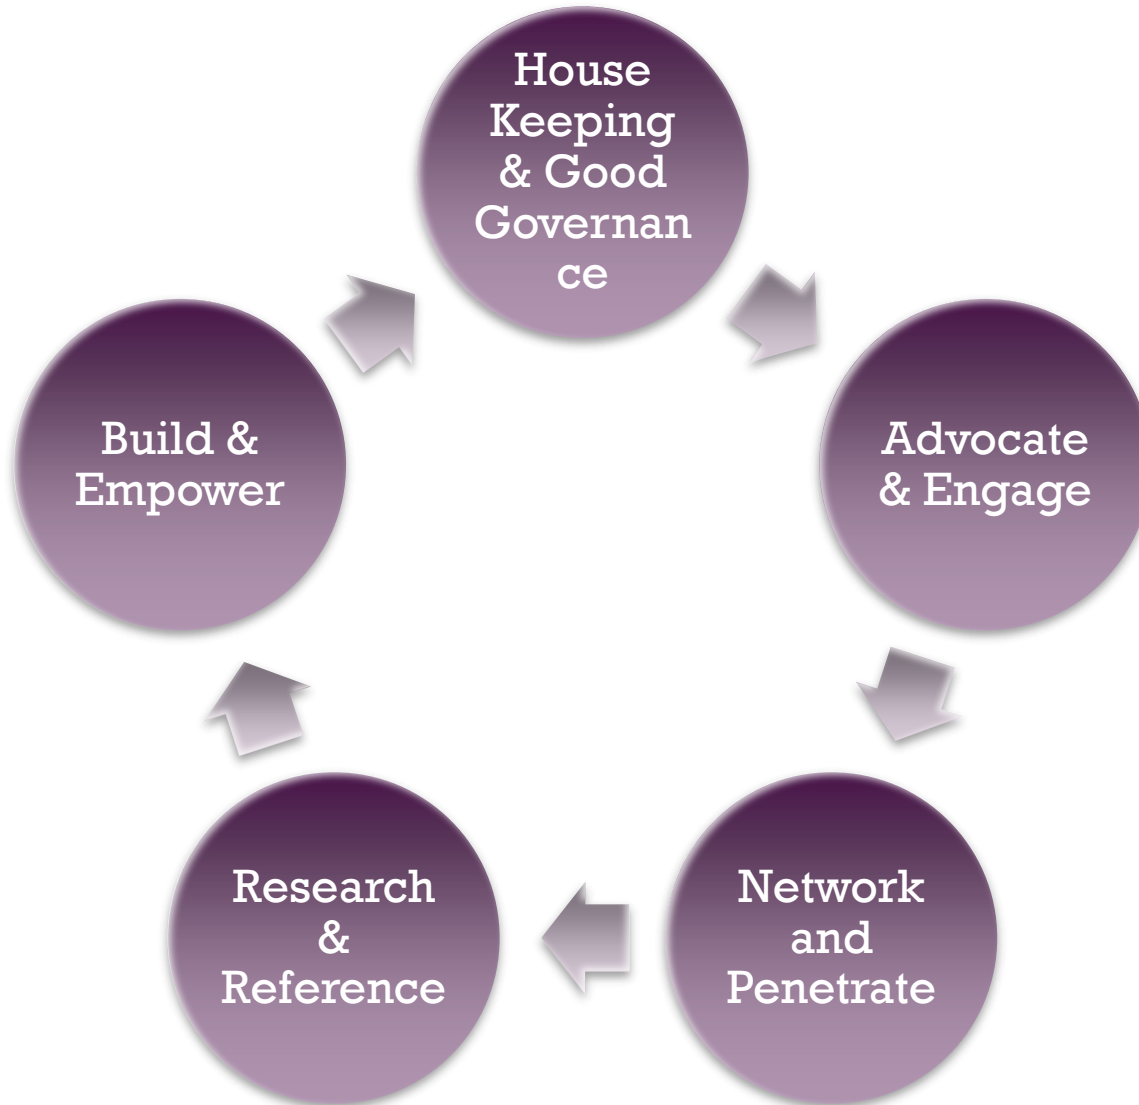 House
Keeping
& Good
Governan
ce
Advocate
& Engage
Network
and
Penetrate
Research
&
Reference
Build &
Empower